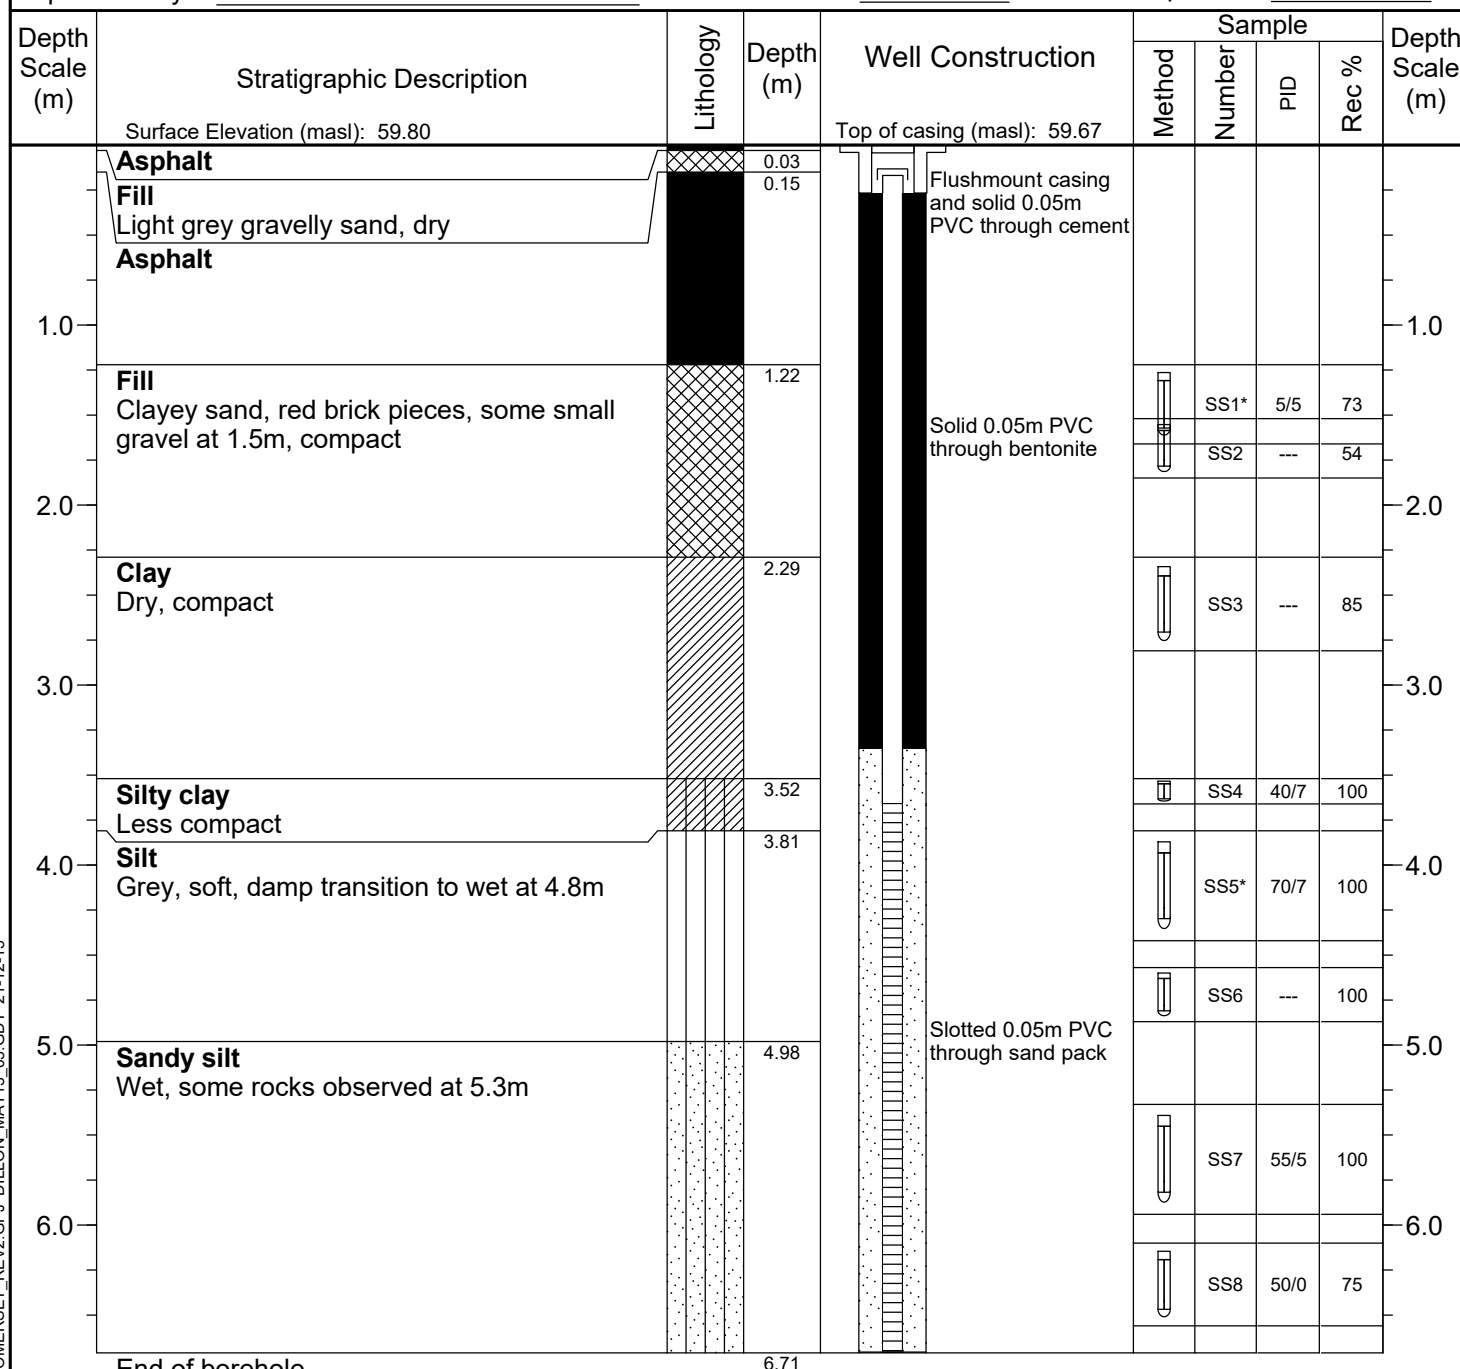 Depth Scale (m)
Stratigraphic Description
Surface Elevation (masl): 59.80
Lithology
Depth (m)
Well Construction
Top of casing (masl): 59.67
Sample
Method
Number
PID
Rec %
Depth Scale (m)
Asphalt
0.03
Fill
0.15
Light grey gravelly sand, dry
Asphalt
Flushmount casing
and solid 0.05m
PVC through cement
1.0
1.0
Fill
1.22
Clayey sand, red brick pieces, some small
gravel at 1.5m, compact
Solid 0.05m PVC
through bentonite
SS1* 5/5 73
SS2 --- 54
2.0
2.0
Clay
2.29
Dry, compact
SS3 --- 85
3.0
3.0
Silty clay
3.52
Less compact
SS4 40/7 100
3.81
Silt
4.0
4.0
Grey, soft, damp transition to wet at 4.8m
SS5* 70/7 100
SS6 --- 100
5.0
5.0
Sandy silt
4.98
Wet, some rocks observed at 5.3m
Slotted 0.05m PVC
through sand pack
SS7 55/5 100
6.0
6.0
SS8 50/0 75
End of borehole
6.71